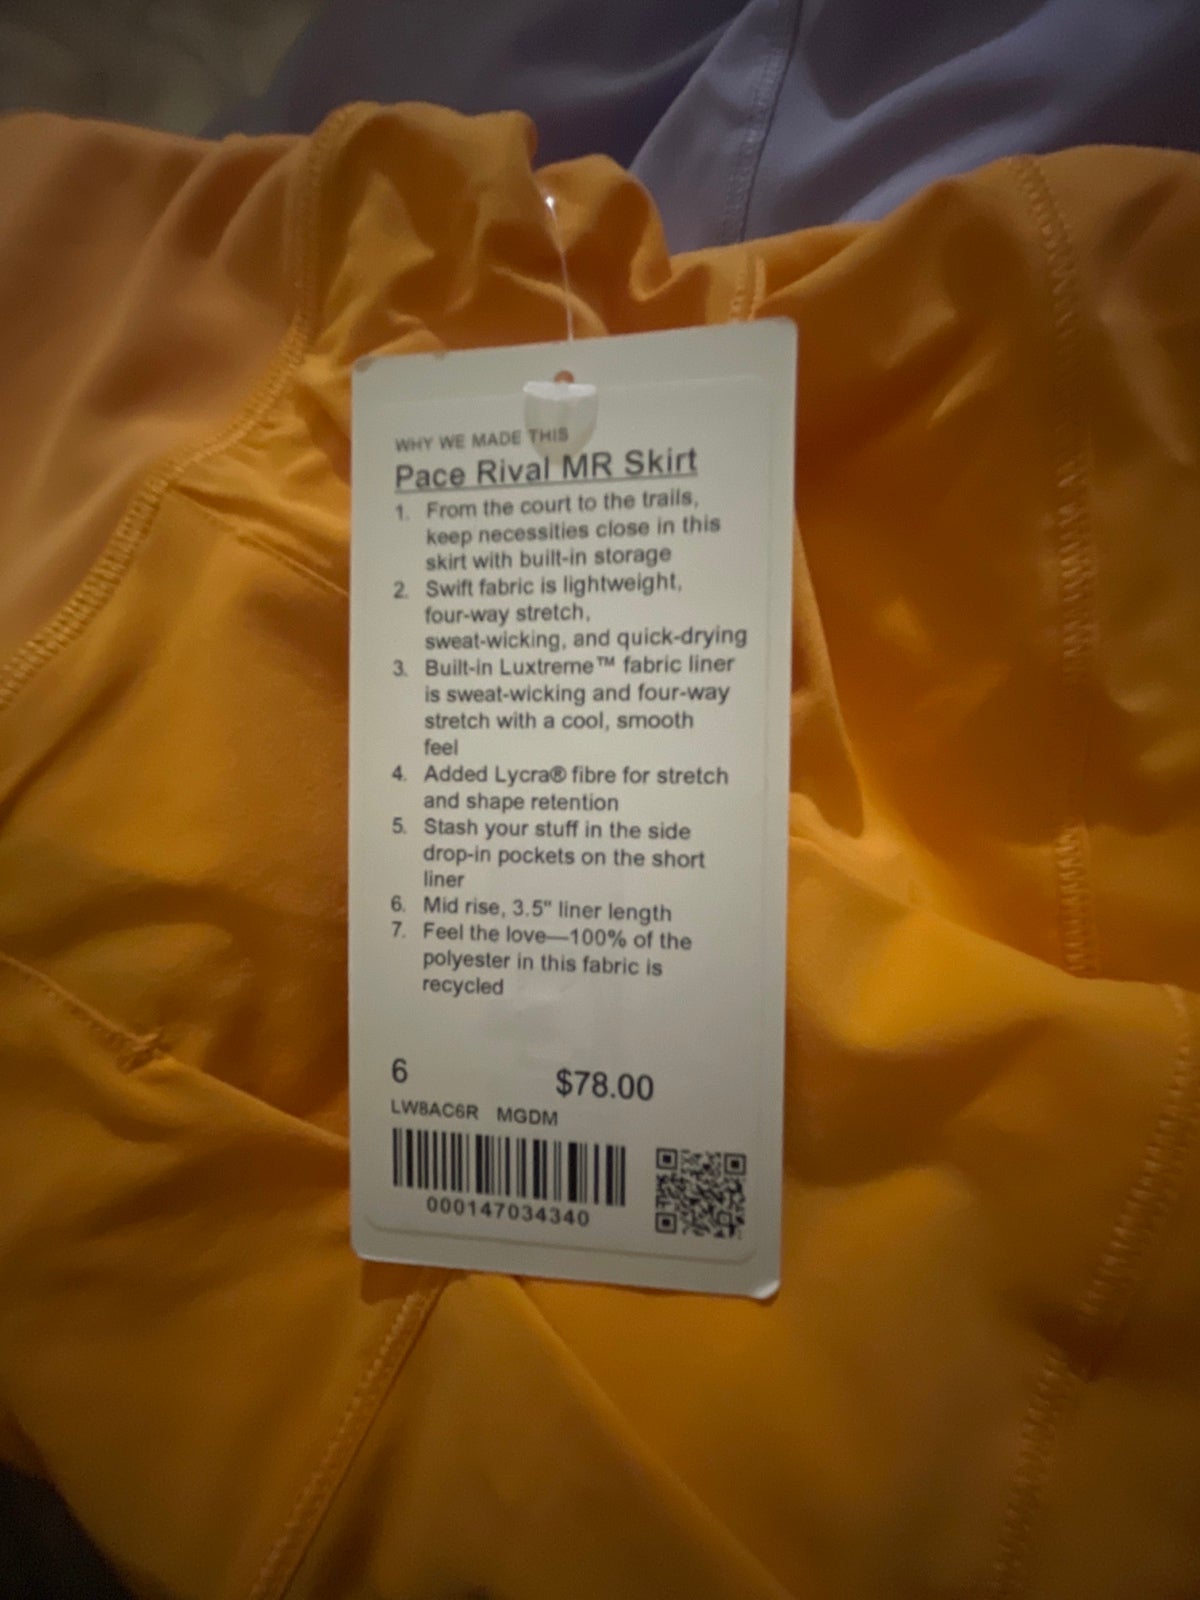 WHY WE MADE THIS
Pace Rival MR Skirt
1. From the court to the trails,
keep necessities close in this
skirt with built-in storage
2. Swift fabric is lightweight,
four-way stretch,
sweat-wicking, and quick-drying
3. Built-in Luxtreme™ fabric liner
is sweat-wicking and four-way
stretch with a cool, smooth
feel
4. Added Lycra® fibre for stretch
and shape retention
5. Stash your stuff in the side
drop-in pockets on the short
liner
6. Mid rise, 3.5" liner length
7. Feel the love—100% of the
polyester in this fabric is
recycled
6 $78.00
LW8AC6R MGDM
000147034340